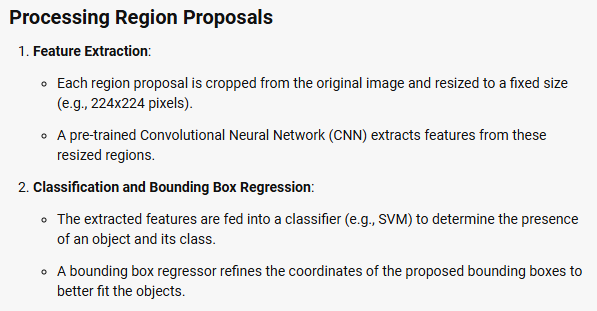 Processing Region Proposals
1. Feature Extraction:
Each region proposal is cropped from the original image and resized to a fixed size
(e.g., 224x224 pixels).
A pre-trained Convolutional Neural Network (CNN) extracts features from these
resized regions.
2. Classification and Bounding Box Regression:
The extracted features are fed into a classifier (e.g., SVM) to determine the presence
of an object and its class.
A bounding box regressor refines the coordinates of the proposed bounding boxes to
better fit the objects.